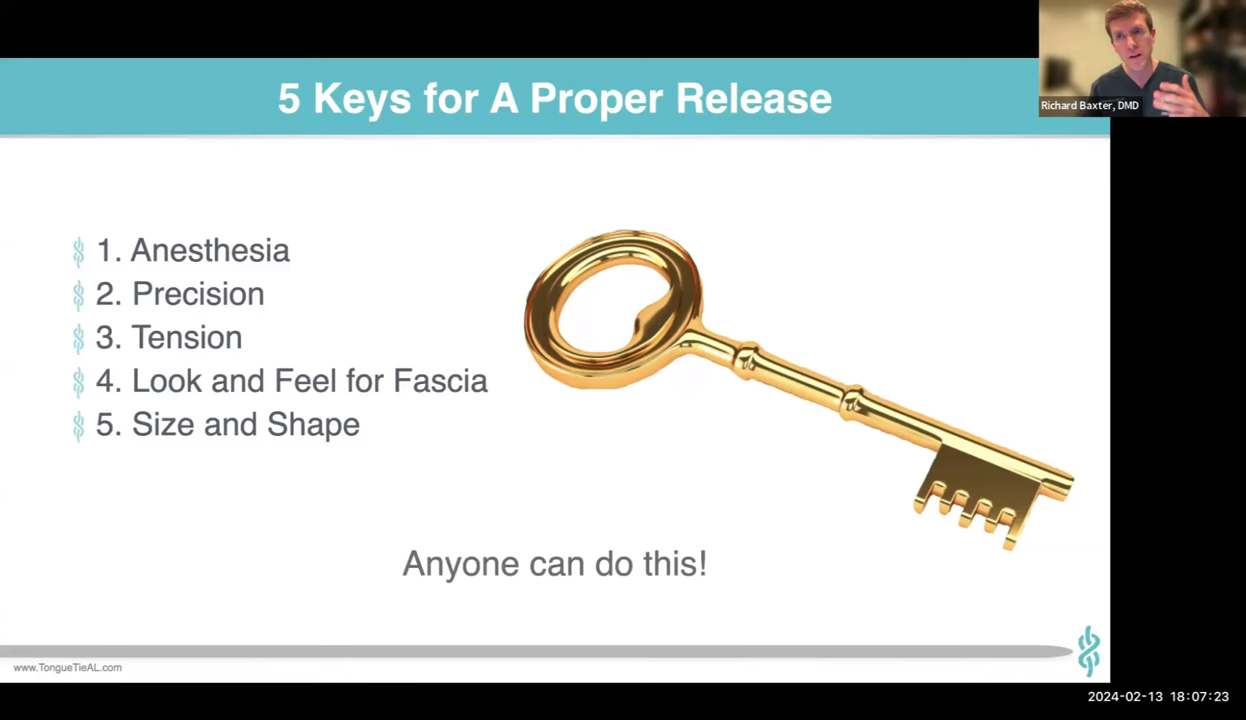 5 Keys for A Proper Release
Richard Baxter, DMD
1. Anesthesia
2. Precision
3. Tension
4. Look and Feel for Fascia
5. Size and Shape
Anyone can do this!
www.TongueTieAL.com
2024-02-13 18:07:23